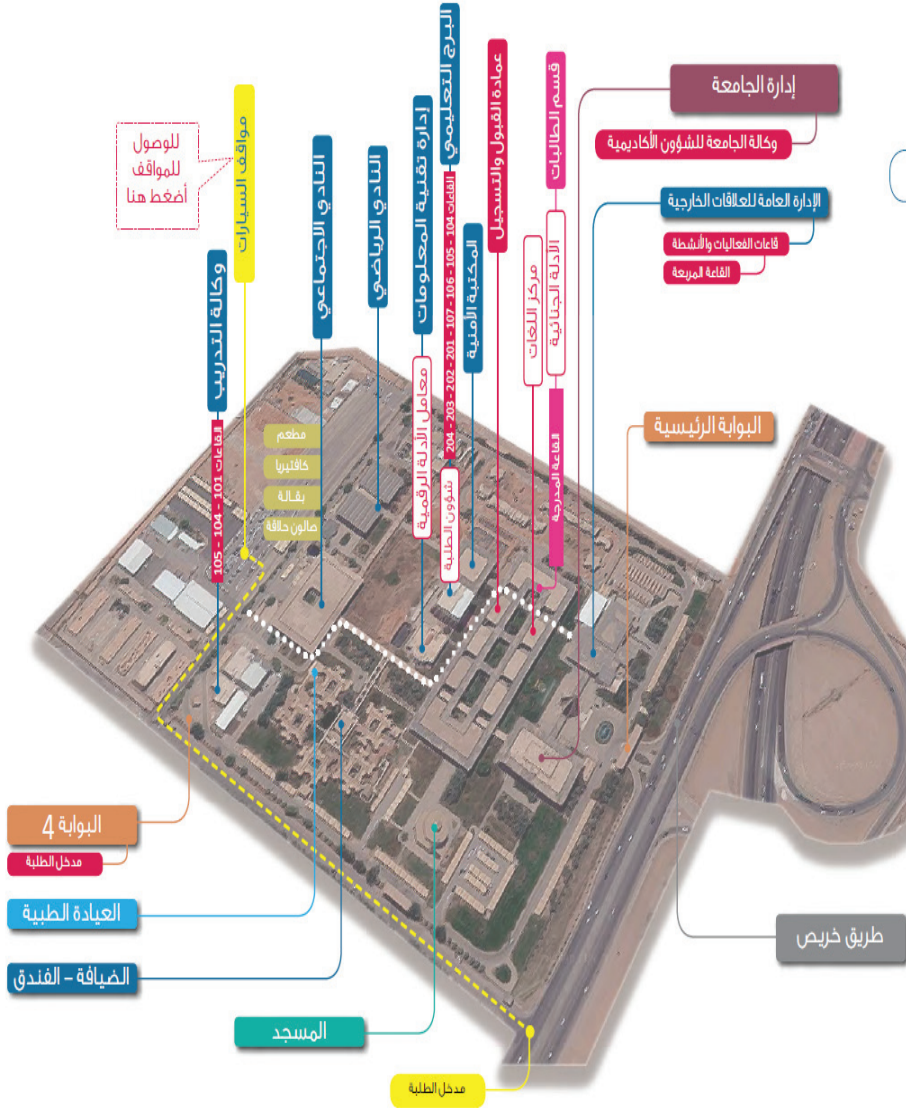 إدارة الجامعة
وكالة الجامعة للشؤون الأكاديمية
الإدارة العامة للعلاقات الخارجية
قاعات الفعاليات والأنشطة
القاعة المربعة
البوابة الرئيسية
طريق خريص
قسم الطالبات
الأدلة الجنائية
القاعة المدرجة
مركز اللغات
عمادة القبول والتسجيل
المكتبة الأمنية
البرج التعليمي
القاعات 104 - 105 - 106 - 107 - 201 - 202 - 203 - 204
شؤون الطلبة
إدارة تقنية المعلومات
معامل الأدلة الرقمية
النادي الرياضي
النادي الاجتماعي
مطعم
كافتيريا
بقالة
صالون حلاقة
مواقف السيارات
للوصول
للمواقف
أضغط هنا
وكالة التدريب
القاعات 101 - 104 - 105
البوابة 4
مدخل الطلبة
العيادة الطبية
الضيافة – الفندق
المسجد
مدخل الطلبة